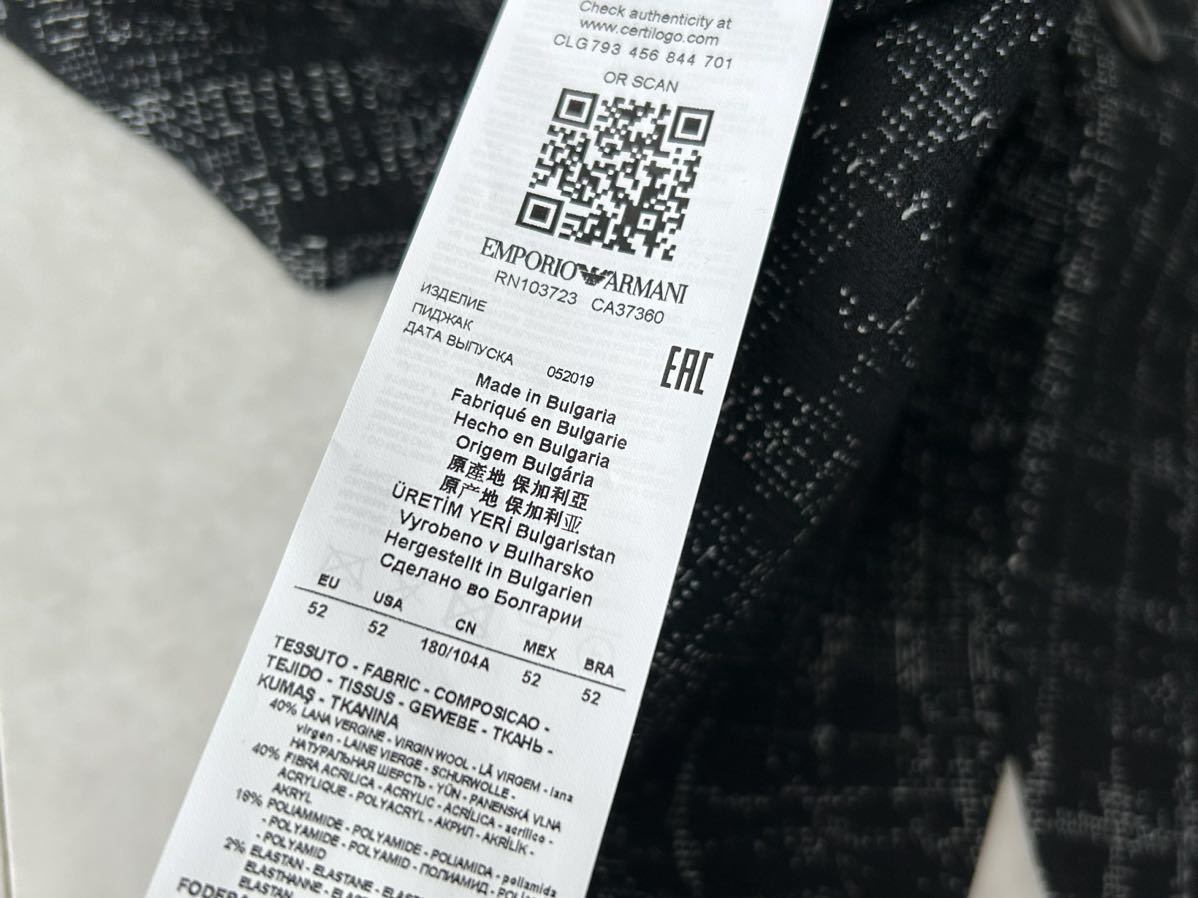 Check authenticity at
www.certilogo.com
CLG793 456 844 701
OR SCAN
EMPORIO ARMANI
RN103723 CA37360
ИЗДЕЛИЕ
ПИДЖАК
ДАТА ВЫПУСКА 052019
EAC
Made in Bulgaria
Fabriqué en Bulgarie
Hecho en Bulgaria
Origem Bulgária
原產地 保加利亞
原产地 保加利亚
ÜRETİM YERİ Bulgaristan
Vyrobeno v Bulharsko
Hergestellt in Bulgarien
Сделано во Болгарии
EU USA CN MEX BRA
52 52 180/104A 52 52
TESSUTO - FABRIC - COMPOSICAO -
TEJIDO - TISSUS - GEWEBE - ТКАНЬ -
KUMAŞ - TKANINA
40% LANA VERGINE - VIRGIN WOOL - LÃ VIRGEM - lana
virgen - LAINE VIERGE - SCHURWOLLE -
НАТУРАЛЬНАЯ ШЕРСТЬ - YÜN - PANENSKÁ VLNA
40% FIBRA ACRILICA - ACRYLIC - ACRÍLICA - acrílico -
ACRYLIQUE - POLYACRYL - АКРИЛ - AKRİLİK -
AKRYL
18% POLIAMMIDE - POLYAMIDE - POLIAMIDA - poliamida
- POLYAMIDE - POLYAMID - ПОЛИАМИД -
- POLYAMID
2% ELASTAN - ELASTANE -
ELASTHANNE -
ELASTAN